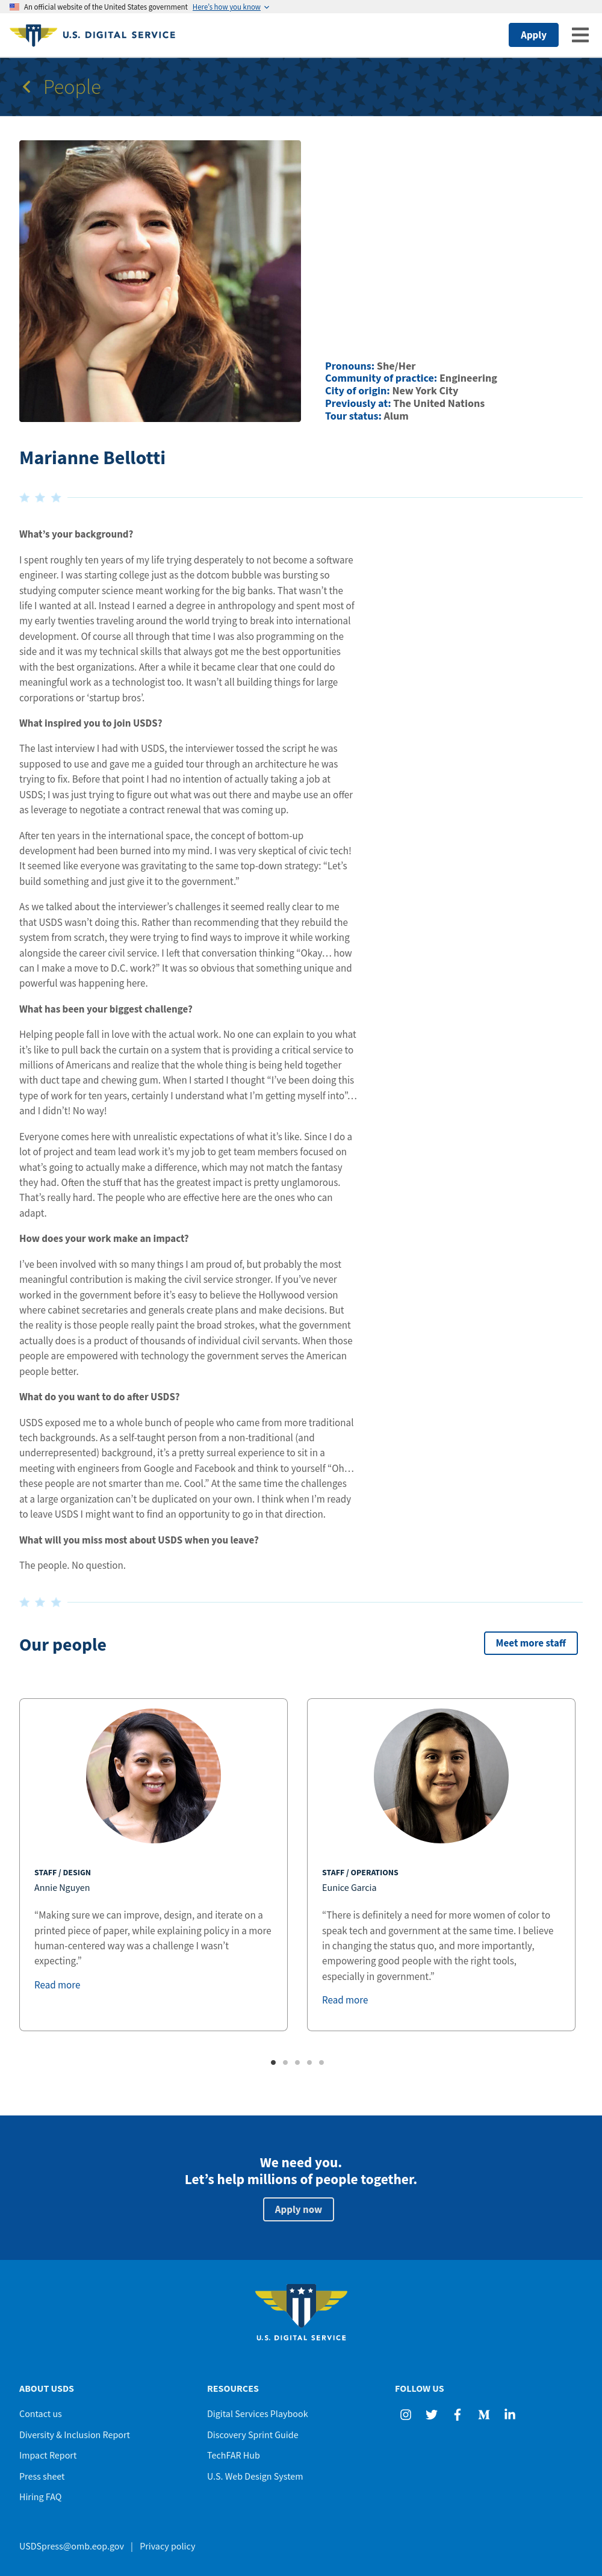 An official website of the United States government Here's how you know
U.S. DIGITAL SERVICE
Apply
People
Pronouns: She/Her
Community of practice: Engineering
City of origin: New York City
Previously at: The United Nations
Tour status: Alum
Marianne Bellotti
What's your background?
I spent roughly ten years of my life trying desperately to not become a software
engineer. I was starting college just as the dotcom bubble was bursting so
studying computer science meant working for the big banks. That wasn't the
life I wanted at all. Instead I earned a degree in anthropology and spent most of
my early twenties traveling around the world trying to break into international
development. Of course all through that time I was also programming on the
side and it was my technical skills that always got me the best opportunities
with the best organizations. After a while it became clear that one could do
meaningful work as a technologist too. It wasn't all building things for large
corporations or ‘startup bros’.
What inspired you to join USDS?
The last interview I had with USDS, the interviewer tossed the script he was
supposed to use and gave me a guided tour through an architecture he was
trying to fix. Before that point I had no intention of actually taking a job at
USDS; I was just trying to figure out what was out there and maybe use an offer
as leverage to negotiate a contract renewal that was coming up.
After ten years in the international space, the concept of bottom-up
development had been burned into my mind. I was very skeptical of civic tech!
It seemed like everyone was gravitating to the same top-down strategy: “Let's
build something and just give it to the government.”
As we talked about the interviewer's challenges it seemed really clear to me
that USDS wasn't doing this. Rather than recommending that they rebuild the
system from scratch, they were trying to find ways to improve it while working
alongside the career civil service. I left that conversation thinking “Okay… how
can I make a move to D.C. work?” It was so obvious that something unique and
powerful was happening here.
What has been your biggest challenge?
Helping people fall in love with the actual work. No one can explain to you what
it's like to pull back the curtain on a system that is providing a critical service to
millions of Americans and realize that the whole thing is being held together
with duct tape and chewing gum. When I started I thought “I've been doing this
type of work for ten years, certainly I understand what I'm getting myself into”…
and I didn't! No way!
Everyone comes here with unrealistic expectations of what it's like. Since I do a
lot of project and team lead work it's my job to get team members focused on
what's going to actually make a difference, which may not match the fantasy
they had. Often the stuff that has the greatest impact is pretty unglamorous.
That's really hard. The people who are effective here are the ones who can
adapt.
How does your work make an impact?
I've been involved with so many things I am proud of, but probably the most
meaningful contribution is making the civil service stronger. If you've never
worked in the government before it's easy to believe the Hollywood version
where cabinet secretaries and generals create plans and make decisions. But
the reality is those people really paint the broad strokes, what the government
actually does is a product of thousands of individual civil servants. When those
people are empowered with technology the government serves the American
people better.
What do you want to do after USDS?
USDS exposed me to a whole bunch of people who came from more traditional
tech backgrounds. As a self-taught person from a non-traditional (and
underrepresented) background, it's a pretty surreal experience to sit in a
meeting with engineers from Google and Facebook and think to yourself “Oh…
these people are not smarter than me. Cool.” At the same time the challenges
at a large organization can't be duplicated on your own. I think when I'm ready
to leave USDS I might want to find an opportunity to go in that direction.
What will you miss most about USDS when you leave?
The people. No question.
Our people
Meet more staff
STAFF / DESIGN
Annie Nguyen
“Making sure we can improve, design, and iterate on a
printed piece of paper, while explaining policy in a more
human-centered way was a challenge I wasn't
expecting.”
Read more
STAFF / OPERATIONS
Eunice Garcia
“There is definitely a need for more women of color to
speak tech and government at the same time. I believe
in changing the status quo, and more importantly,
empowering good people with the right tools,
especially in government.”
Read more
We need you.
Let's help millions of people together.
Apply now
U.S. DIGITAL SERVICE
ABOUT USDS
Contact us
Diversity & Inclusion Report
Impact Report
Press sheet
Hiring FAQ
RESOURCES
Digital Services Playbook
Discovery Sprint Guide
TechFAR Hub
U.S. Web Design System
FOLLOW US
USDSpress@omb.eop.gov | Privacy policy